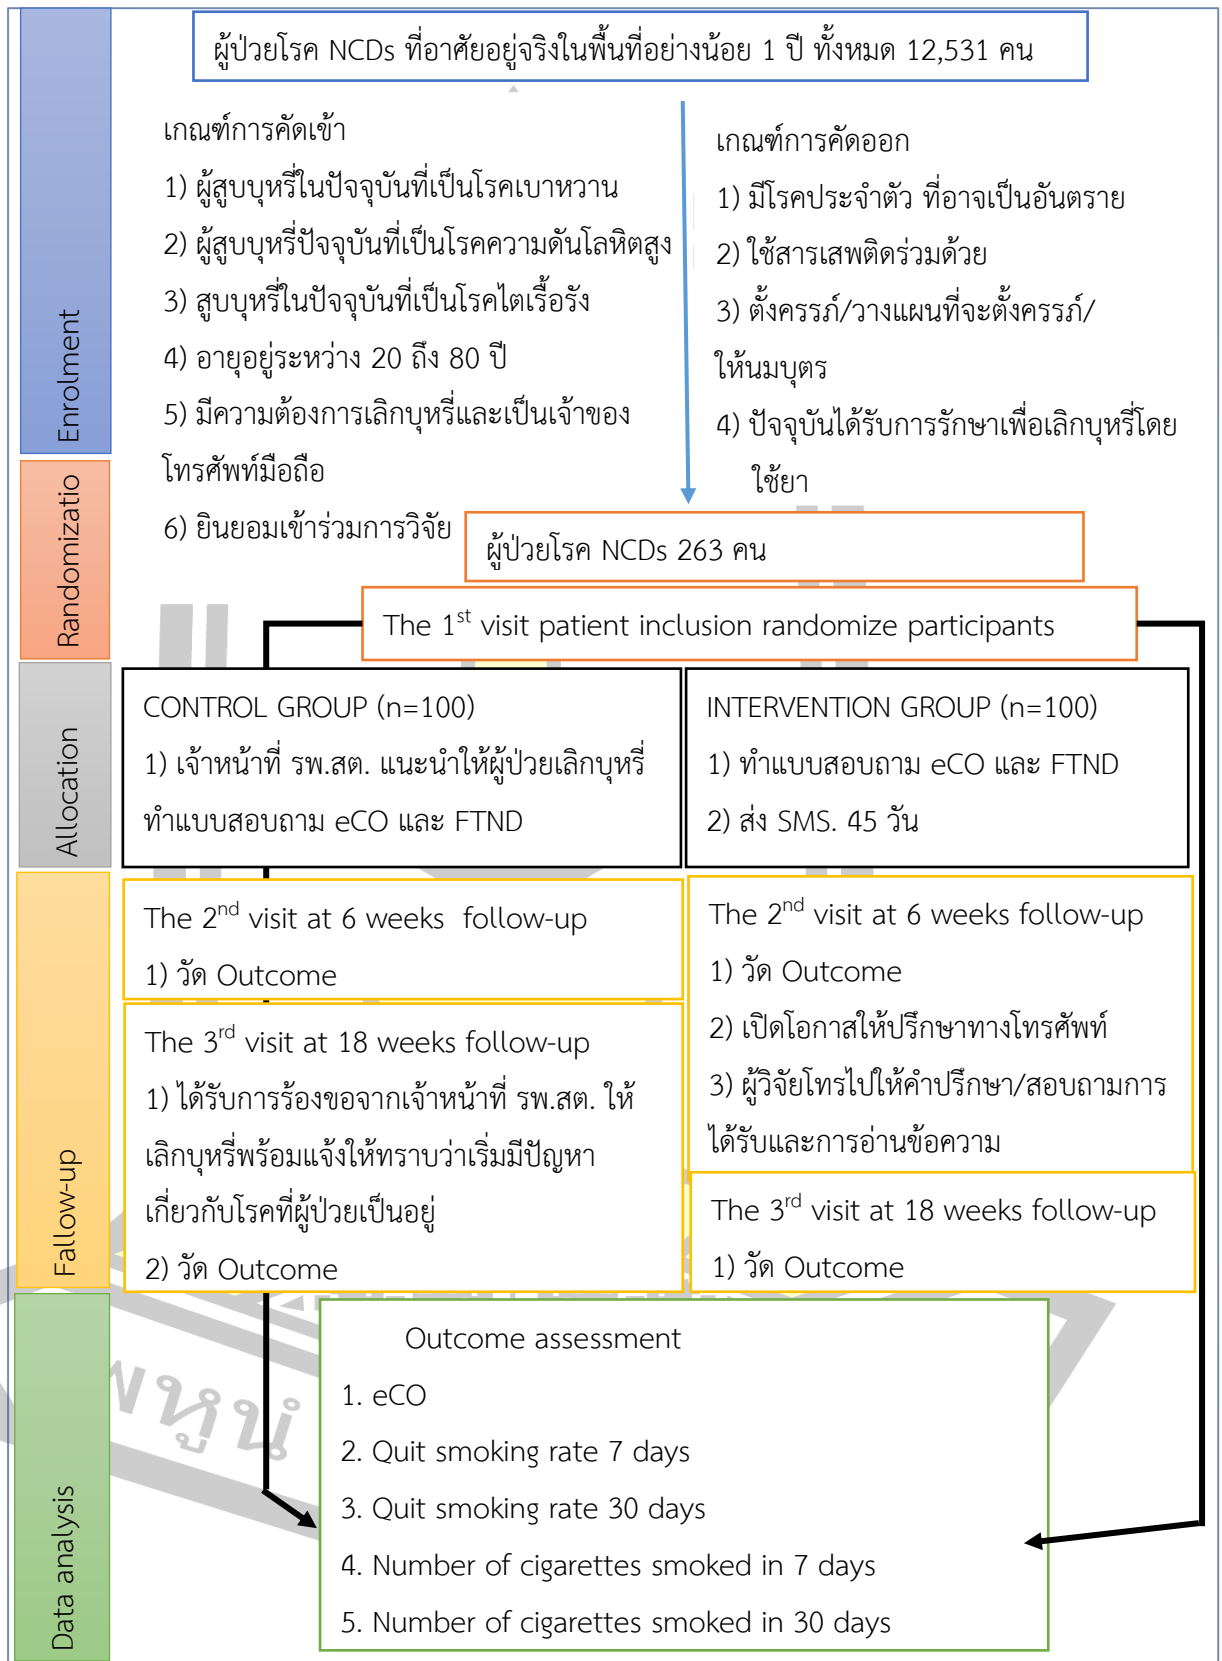 ผู้ป่วยโรค NCDs ที่อาศัยอยู่จริงในพื้นที่อย่างน้อย 1 ปี ทั้งหมด 12,531 คน
Enrolment
เกณฑ์การคัดเข้า
1) ผู้สูบบุหรี่ในปัจจุบันที่เป็นโรคเบาหวาน
2) ผู้สูบบุหรี่ปัจจุบันที่เป็นโรคความดันโลหิตสูง
3) สูบบุหรี่ในปัจจุบันที่เป็นโรคไตเรื้อรัง
4) อายุอยู่ระหว่าง 20 ถึง 80 ปี
5) มีความต้องการเลิกบุหรี่และเป็นเจ้าของ
โทรศัพท์มือถือ
6) ยินยอมเข้าร่วมการวิจัย
เกณฑ์การคัดออก
1) มีโรคประจำตัว ที่อาจเป็นอันตราย
2) ใช้สารเสพติดร่วมด้วย
3) ตั้งครรภ์/วางแผนที่จะตั้งครรภ์/
ให้นมบุตร
4) ปัจจุบันได้รับการรักษาเพื่อเลิกบุหรี่โดย
ใช้ยา
Randomizatio
ผู้ป่วยโรค NCDs 263 คน
The 1st visit patient inclusion randomize participants
Allocation
CONTROL GROUP (n=100)
1) เจ้าหน้าที่ รพ.สต. แนะนำให้ผู้ป่วยเลิกบุหรี่
ทำแบบสอบถาม eCO และ FTND
INTERVENTION GROUP (n=100)
1) ทำแบบสอบถาม eCO และ FTND
2) ส่ง SMS. 45 วัน
Fallow-up
The 2nd visit at 6 weeks follow-up
1) วัด Outcome
The 3rd visit at 18 weeks follow-up
1) ได้รับการร้องขอจากเจ้าหน้าที่ รพ.สต. ให้
เลิกบุหรี่พร้อมแจ้งให้ทราบว่าเริ่มมีปัญหา
เกี่ยวกับโรคที่ผู้ป่วยเป็นอยู่
2) วัด Outcome
The 2nd visit at 6 weeks follow-up
1) วัด Outcome
2) เปิดโอกาสให้ปรึกษาทางโทรศัพท์
3) ผู้วิจัยโทรไปให้คำปรึกษา/สอบถามการ
ได้รับและการอ่านข้อความ
The 3rd visit at 18 weeks follow-up
1) วัด Outcome
Data analysis
Outcome assessment
1. eCO
2. Quit smoking rate 7 days
3. Quit smoking rate 30 days
4. Number of cigarettes smoked in 7 days
5. Number of cigarettes smoked in 30 days